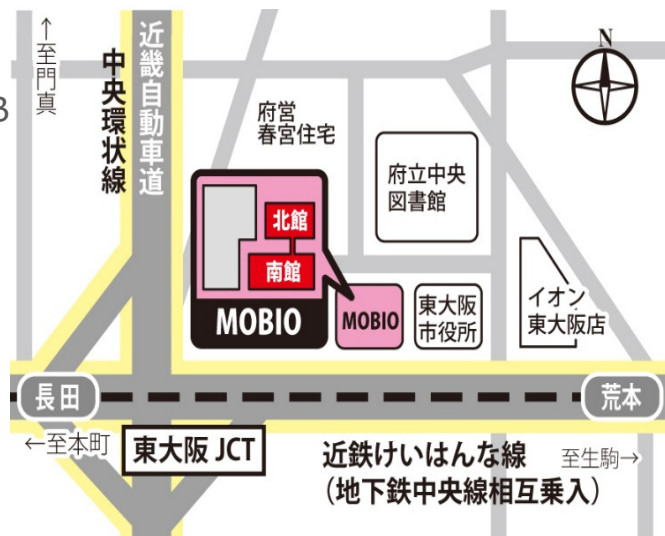 ↑至門真
B
中央環状線
近畿自動車道
N
府営
春宮住宅
府立中央
図書館
北館
南館
MOBIO
MOBIO
東大阪
市役所
イオン
東大阪店
長田
荒本
←至本町
東大阪 JCT
近鉄けいはんな線
(地下鉄中央線相互乗入)
至生駒→